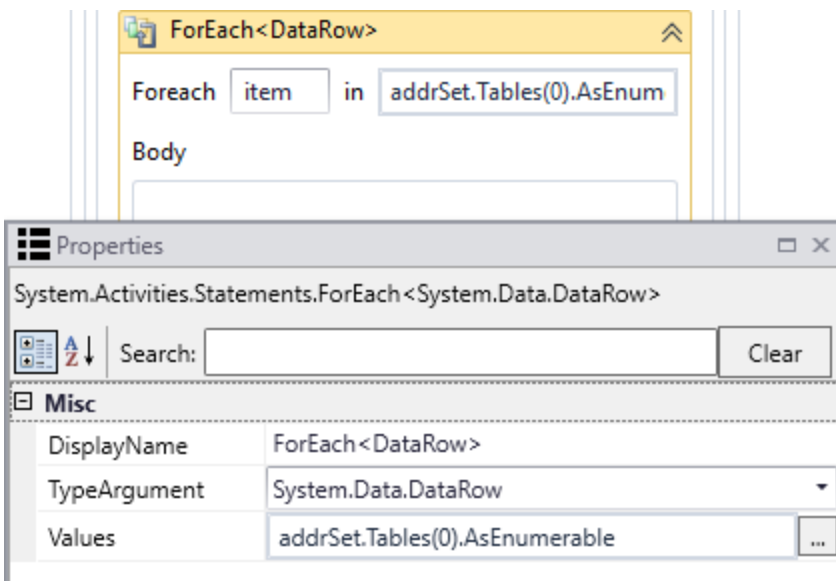 ForEach<DataRow>
Foreach item in addrSet.Tables(0).AsEnum
Body
Properties
System.Activities.Statements.ForEach<System.Data.DataRow>
AZ Search: Clear
Misc
DisplayName ForEach<DataRow>
TypeArgument System.Data.DataRow
Values addrSet.Tables(0).AsEnumerable ...